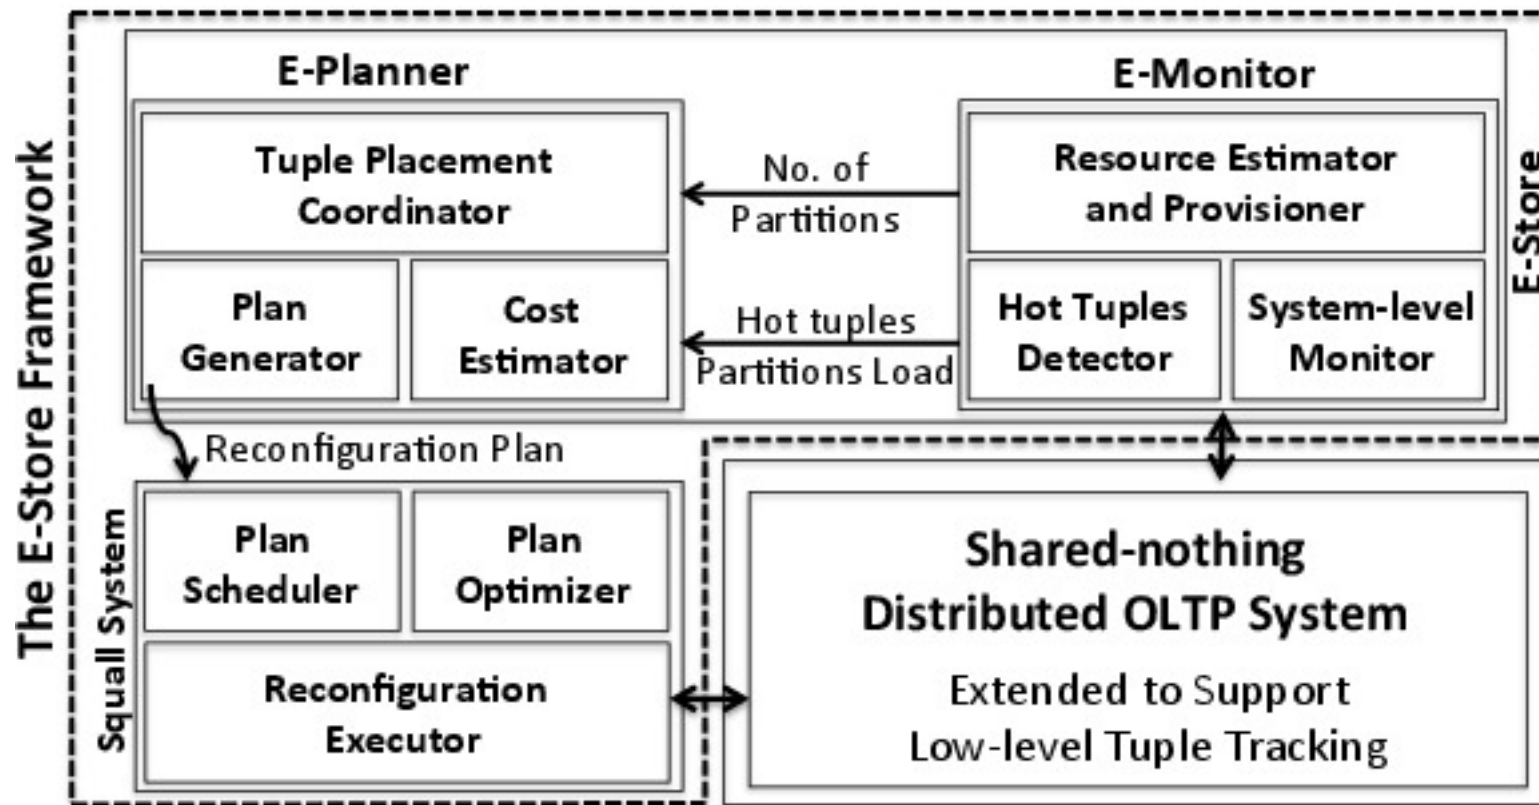 The E-Store Framework
E-Planner
Tuple Placement
Coordinator
Plan
Generator
Cost
Estimator
No. of
Partitions
Hot tuples
Partitions Load
E-Monitor
Resource Estimator
and Provisioner
Hot Tuples
Detector
System-level
Monitor
E-Store
Reconfiguration Plan
Squall System
Plan
Scheduler
Plan
Optimizer
Reconfiguration
Executor
Shared-nothing
Distributed OLTP System
Extended to Support
Low-level Tuple Tracking